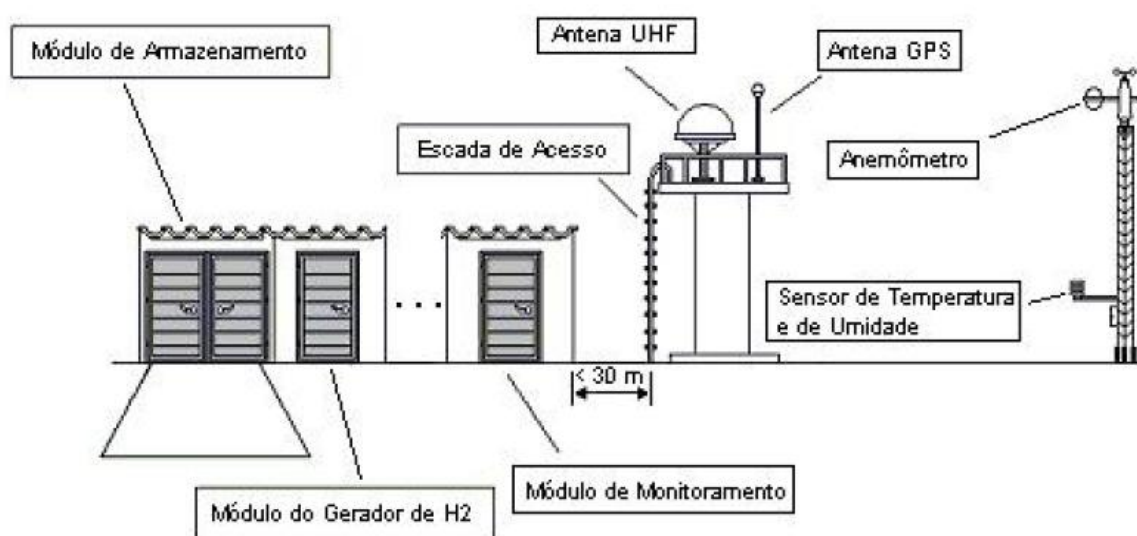 Antena UHF
Módulo de Armazenamento
Antena GPS
Escada de Acesso
Anemômetro
Sensor de Temperatura
e de Umidade
< 30 m
Módulo de Monitoramento
Módulo do Gerador de H2